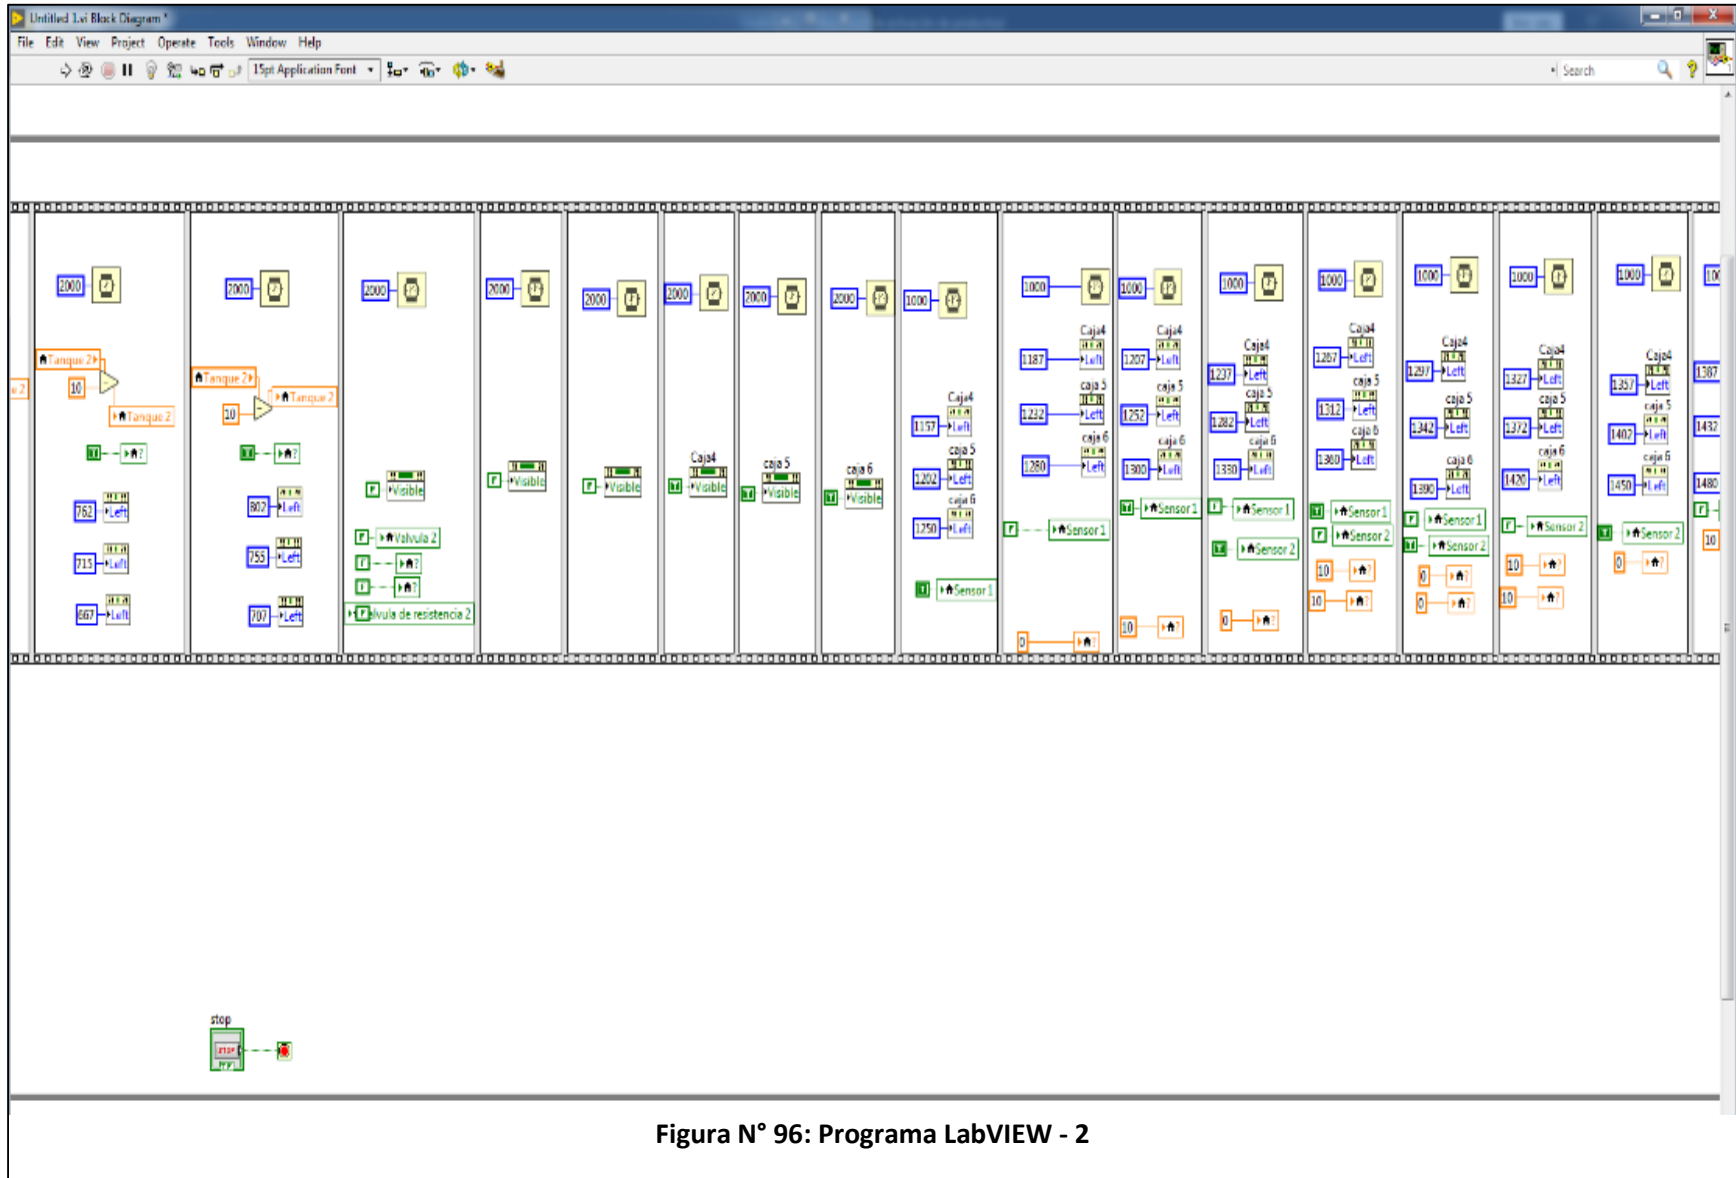 Untitled 1.vi Block Diagram *
File Edit View Project Operate Tools Window Help
15pt Application Font
Search
2000
Tanque 2
10
Tanque 2
T ?
762 Left
715 Left
667 Left
2000
Tanque 2
10
Tanque 2
T ?
802 Left
755 Left
707 Left
2000
F Visible
F Valvula 2
F ?
F ?
F lvula de resistencia 2
2000
F Visible
2000
F Visible
2000
Caja4
T Visible
2000
caja 5
T Visible
2000
caja 6
T Visible
1000
Caja4
1157 Left
caja 5
1202 Left
caja 6
1250 Left
T Sensor 1
1000
Caja4
1187 Left
caja 5
1232 Left
caja 6
1280 Left
F Sensor 1
0 ?
1000
Caja4
1207 Left
caja 5
1252 Left
caja 6
1300 Left
T Sensor 1
10 ?
1000
Caja4
1237 Left
caja 5
1282 Left
caja 6
1330 Left
F Sensor 1
T Sensor 2
0 ?
1000
Caja4
1267 Left
caja 5
1312 Left
caja 6
1360 Left
T Sensor 1
F Sensor 2
10 ?
10 ?
1000
Caja4
1297 Left
caja 5
1342 Left
caja 6
1390 Left
F Sensor 1
T Sensor 2
0 ?
0 ?
1000
Caja4
1327 Left
caja 5
1372 Left
caja 6
1420 Left
F Sensor 2
10 ?
10 ?
1000
Caja4
1357 Left
caja 5
1402 Left
caja 6
1450 Left
T Sensor 2
0 ?
1387
1432
1480
F
10
stop
STOP
TF
Figura N° 96: Programa LabVIEW - 2